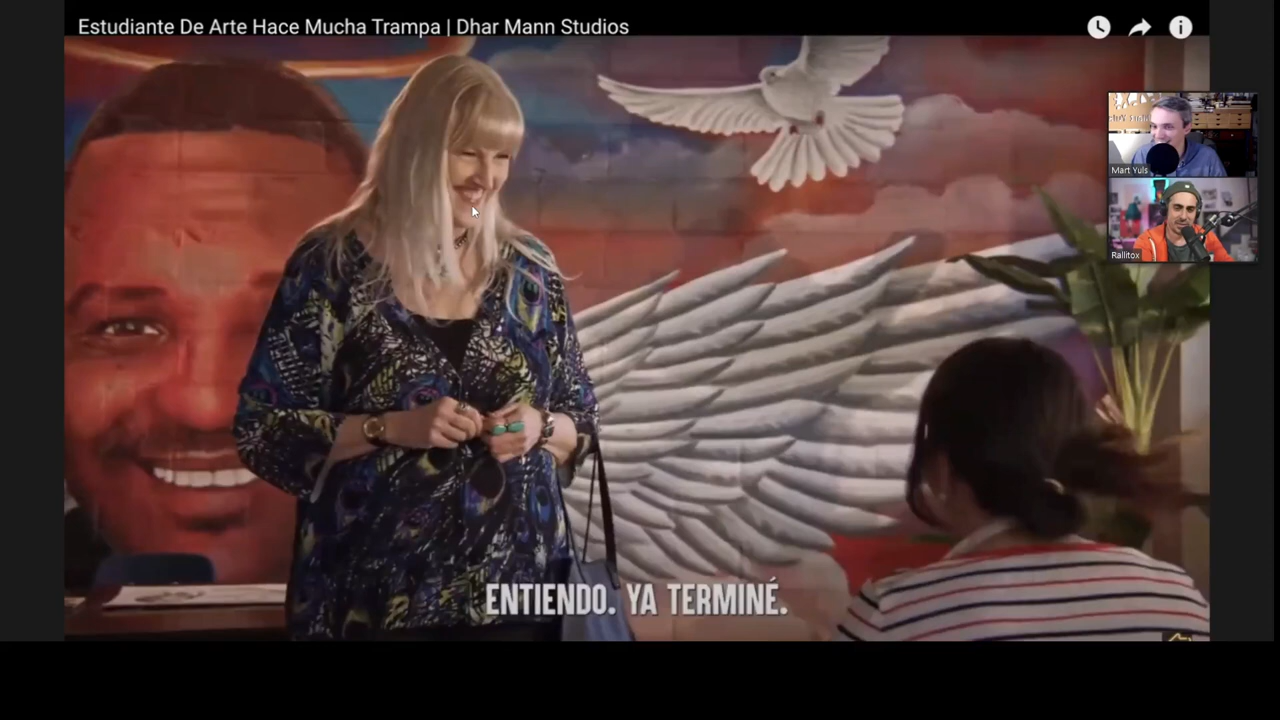 Estudiante De Arte Hace Mucha Trampa | Dhar Mann Studios
Mart Yuls
Rallitox
ENTIENDO. YA TERMINÉ.